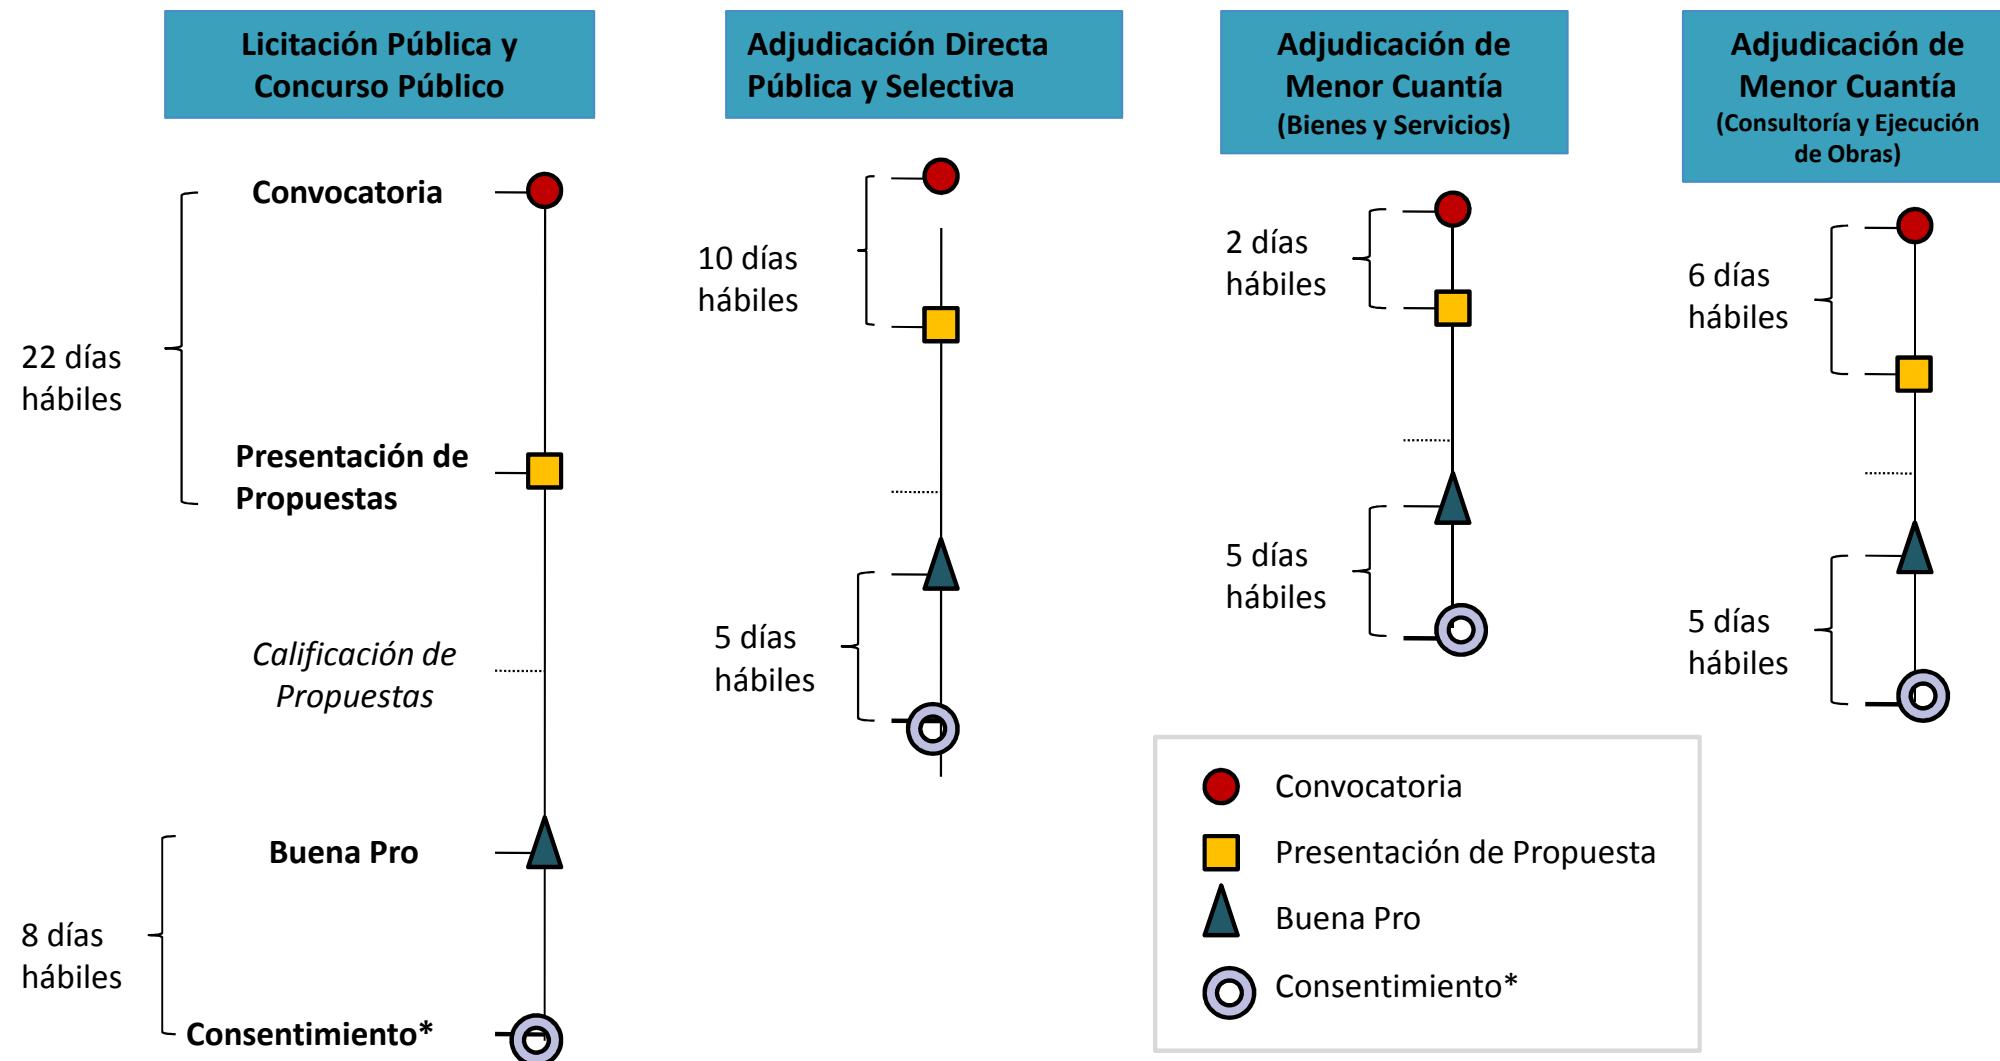 Licitación Pública y
Concurso Público
Adjudicación Directa
Pública y Selectiva
Adjudicación de
Menor Cuantía
(Bienes y Servicios)
Adjudicación de
Menor Cuantía
(Consultoría y Ejecución
de Obras)
Convocatoria
22 días
hábiles
Presentación de
Propuestas
Calificación de
Propuestas
Buena Pro
8 días
hábiles
Consentimiento*
10 días
hábiles
5 días
hábiles
2 días
hábiles
5 días
hábiles
6 días
hábiles
5 días
hábiles
Convocatoria
Presentación de Propuesta
Buena Pro
Consentimiento*